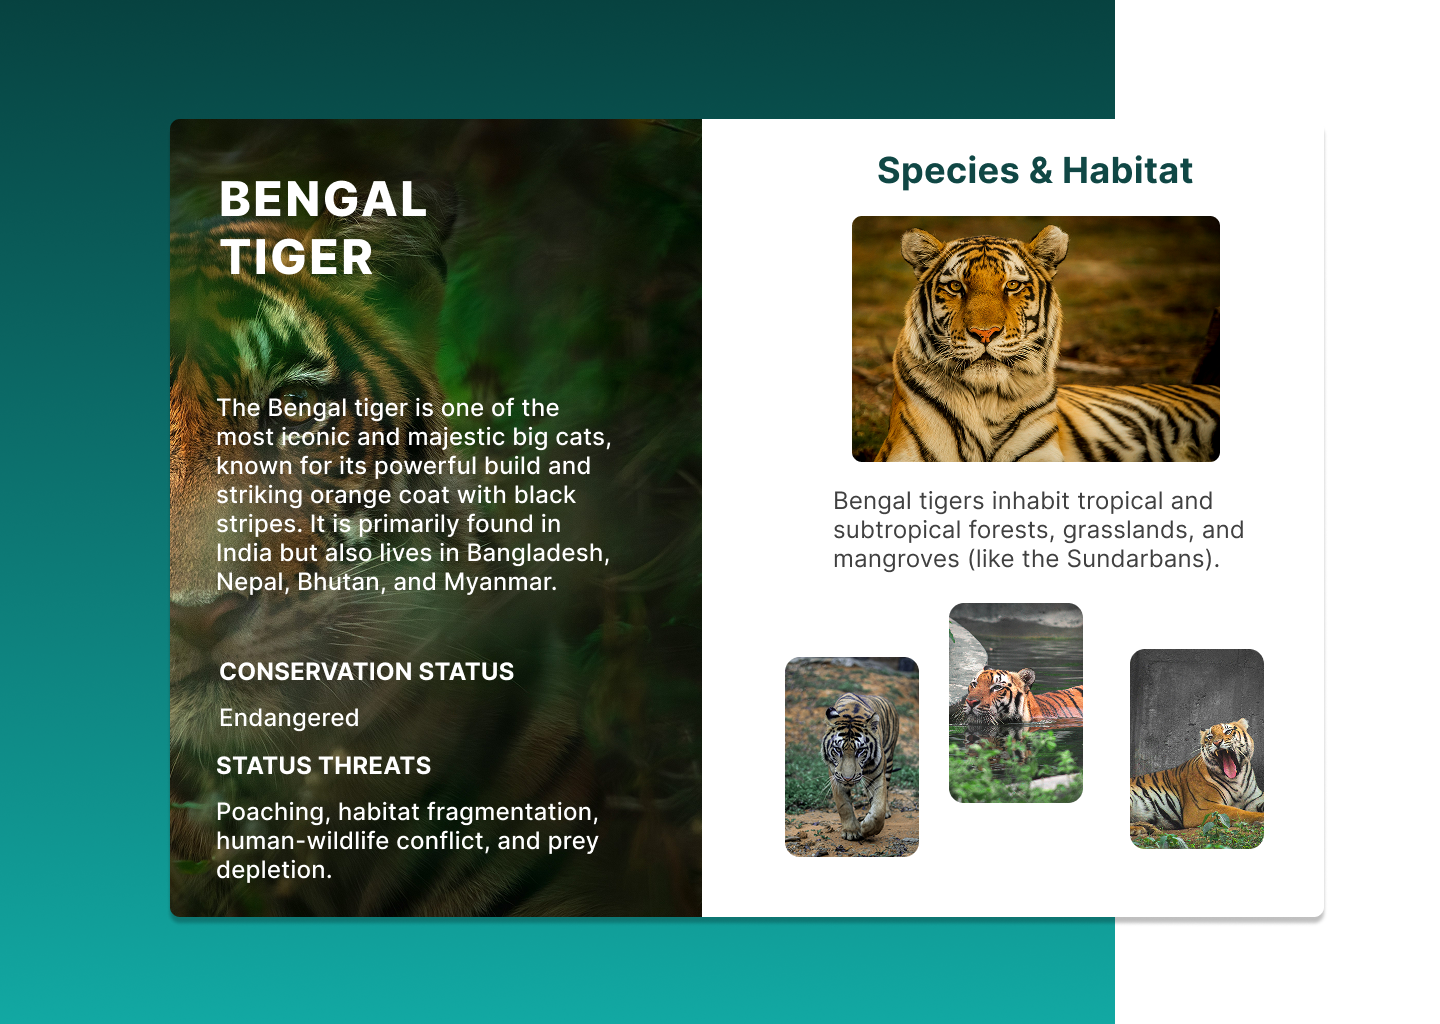 BENGAL
TIGER
The Bengal tiger is one of the
most iconic and majestic big cats,
known for its powerful build and
striking orange coat with black
stripes. It is primarily found in
India but also lives in Bangladesh,
Nepal, Bhutan, and Myanmar.
CONSERVATION STATUS
Endangered
STATUS THREATS
Poaching, habitat fragmentation,
human-wildlife conflict, and prey
depletion.
Species & Habitat
Bengal tigers inhabit tropical and
subtropical forests, grasslands, and
mangroves (like the Sundarbans).